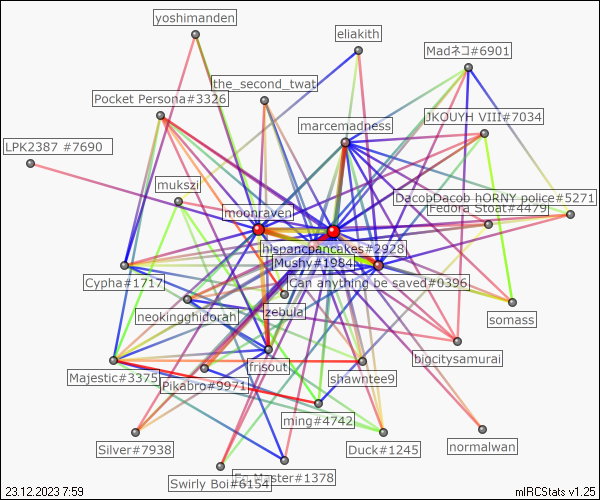 yoshimanden
eliakith
Madネコ#6901
the_second_twat
Pocket Persona#3326
JKOUYH VIII#7034
marcemadness
LPK2387 #7690
mukszi
DacobDacob hORNY police#5271
Fedora Stoat#4479
moonraven
hispancpancakes#2928
Mushy#1984
Cypha#1717
Can anything be saved#0396
neokingghidorah
zebula
somass
bigcitysamurai
frisout
Majestic#3375
shawntee9
Pikabro#9971
ming#4742
Silver#7938
Duck#1245
normalwan
Master#1378
Swirly Boi#6154
23.12.2023 7:59
mIRCStats v1.25